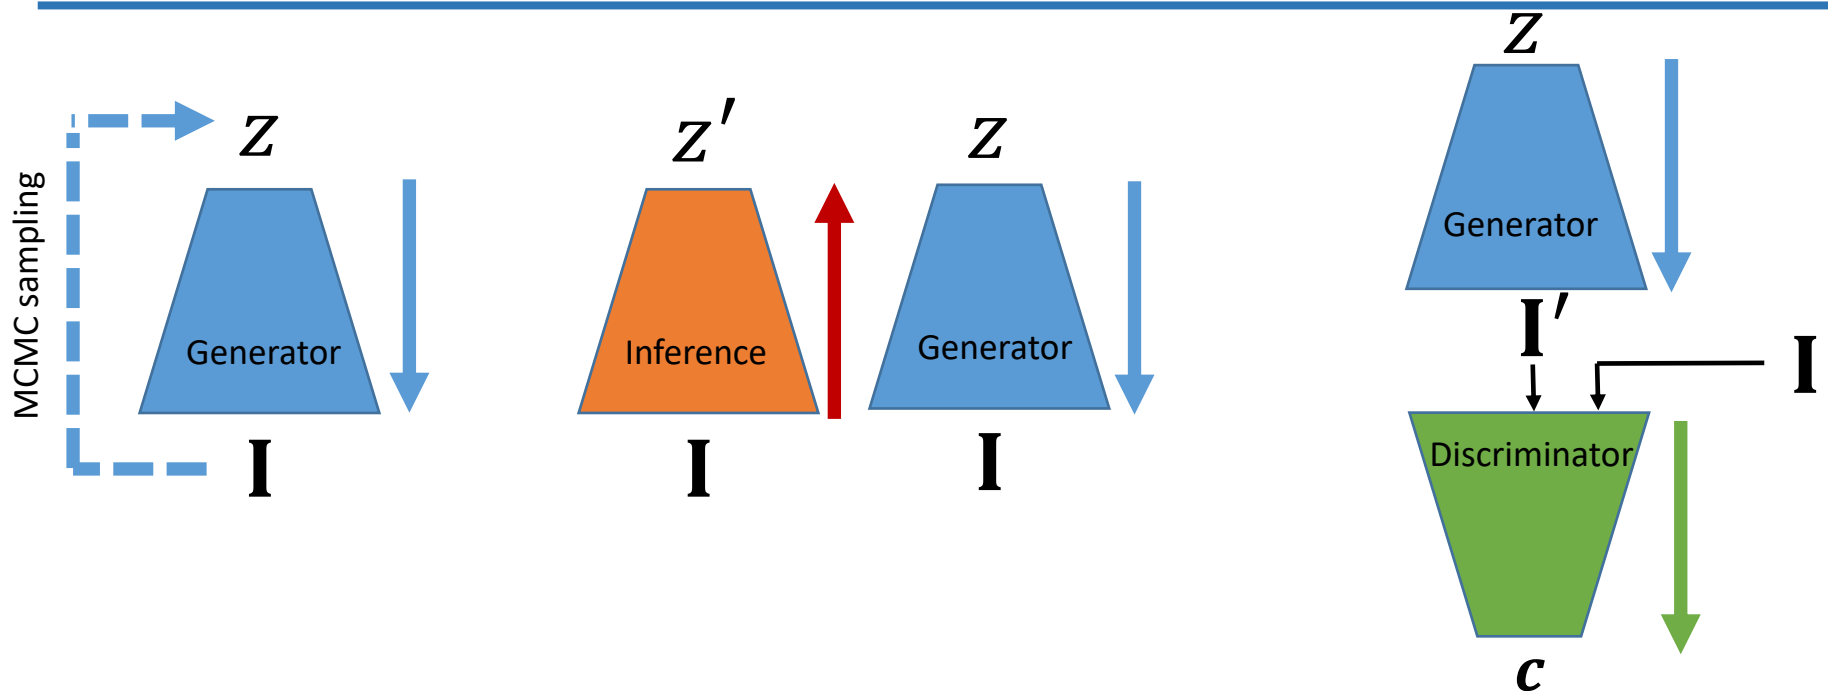 MCMC sampling
Z
Generator
I
Z′
Inference
I
Z
Generator
I
Z
Generator
I′
I
Discriminator
c